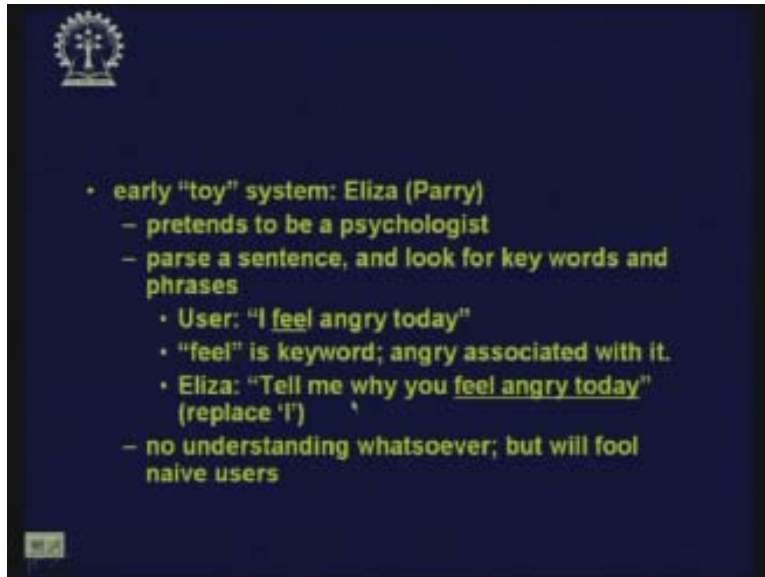 • early "toy" system: Eliza (Parry)
– pretends to be a psychologist
– parse a sentence, and look for key words and
phrases
• User: "I feel angry today"
• "feel" is keyword; angry associated with it.
• Eliza: "Tell me why you feel angry today"
(replace 'I')
– no understanding whatsoever; but will fool
naive users